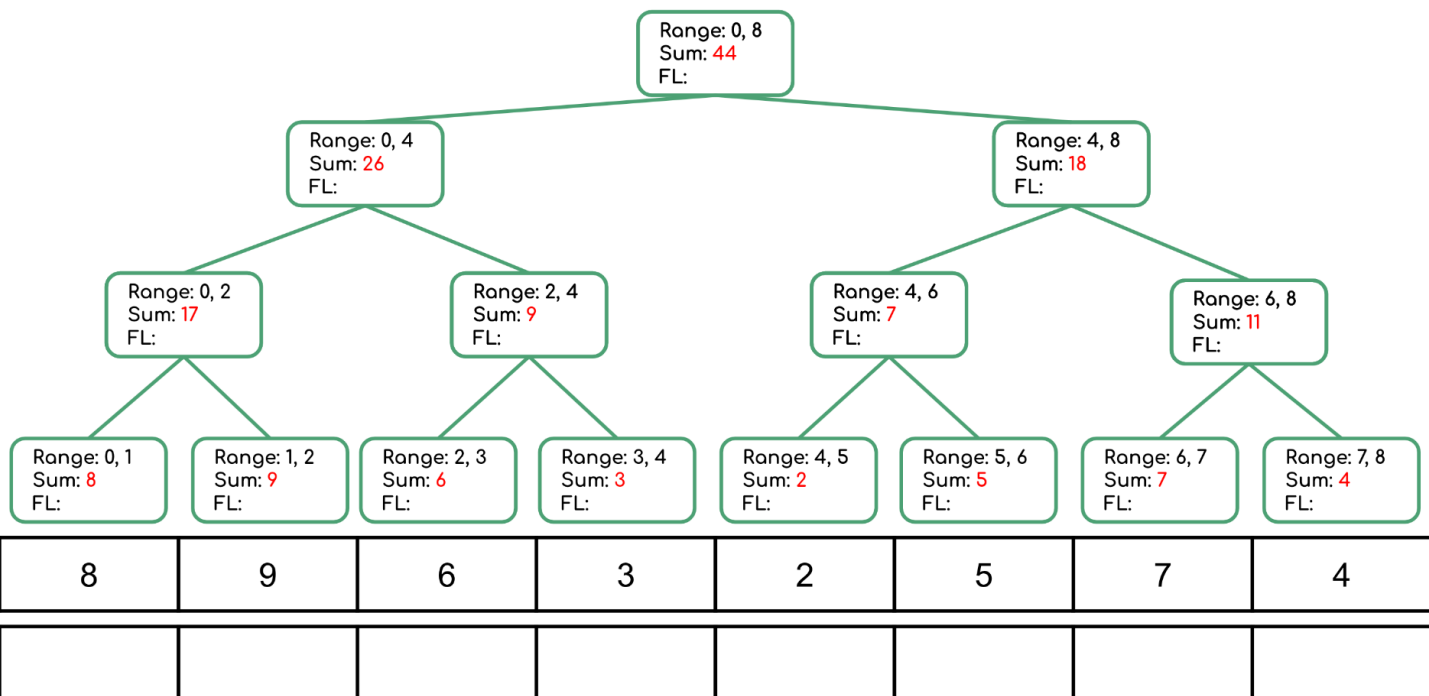 Range: 0, 8
Sum: 44
FL:
Range: 0, 4
Sum: 26
FL:
Range: 4, 8
Sum: 18
FL:
Range: 0, 2
Sum: 17
FL:
Range: 2, 4
Sum: 9
FL:
Range: 4, 6
Sum: 7
FL:
Range: 6, 8
Sum: 11
FL:
Range: 0, 1
Sum: 8
FL:
Range: 1, 2
Sum: 9
FL:
Range: 2, 3
Sum: 6
FL:
Range: 3, 4
Sum: 3
FL:
Range: 4, 5
Sum: 2
FL:
Range: 5, 6
Sum: 5
FL:
Range: 6, 7
Sum: 7
FL:
Range: 7, 8
Sum: 4
FL:
8 9 6 3 2 5 7 4